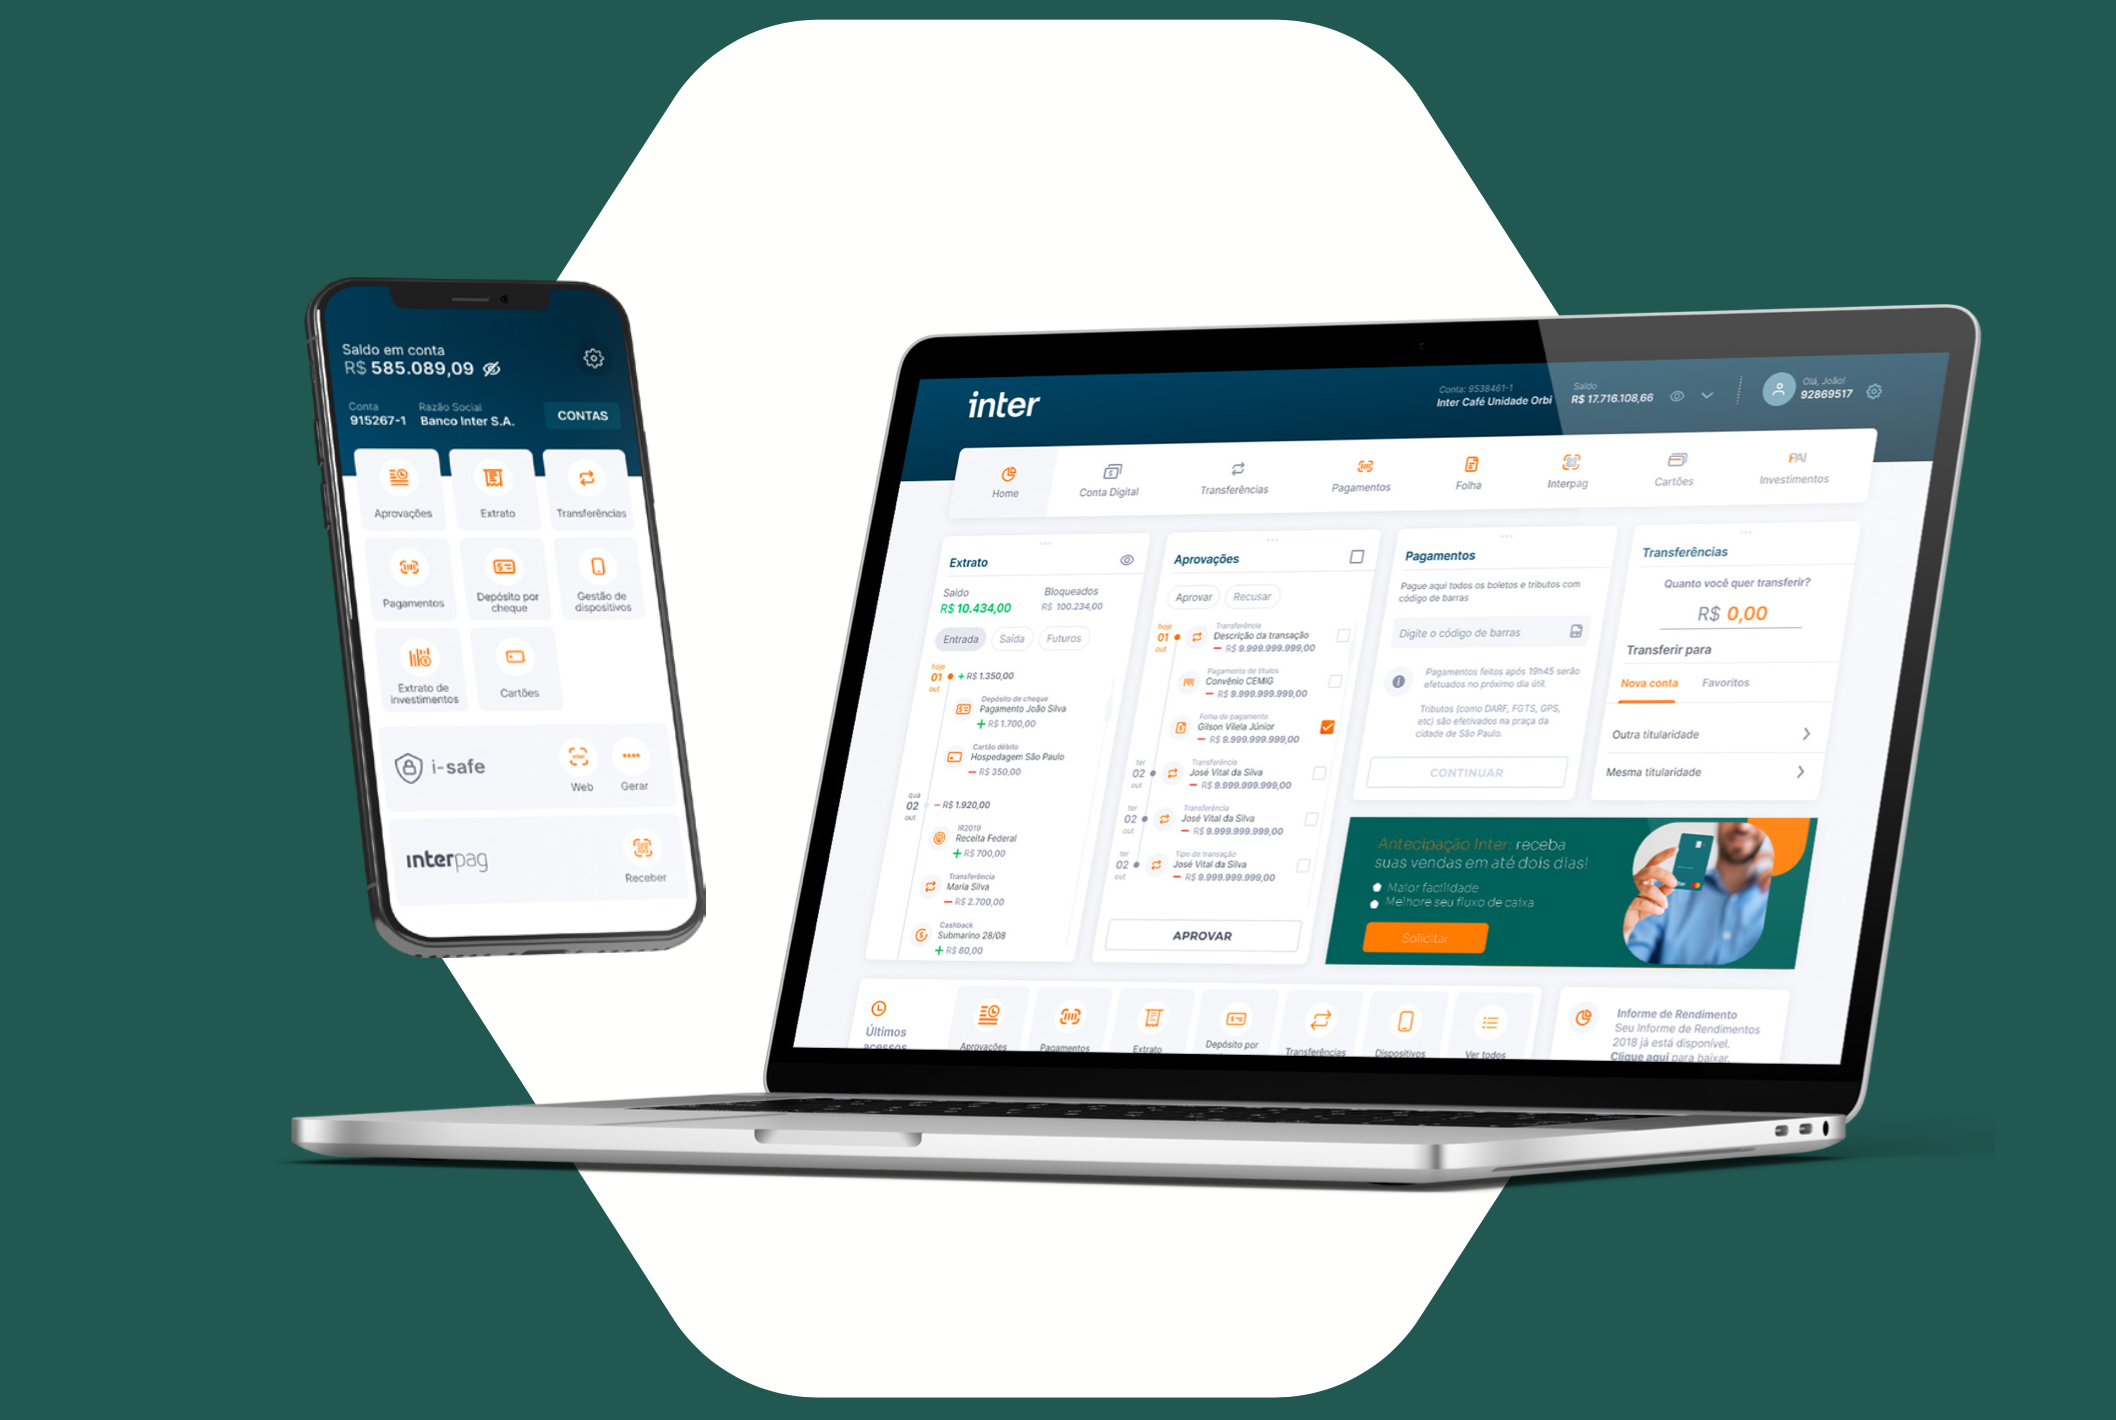 Saldo em conta
R$ 585.089,09
Conta
915267-1
Razão Social
Banco Inter S.A.
CONTAS
Aprovações
Extrato
Transferências
Pagamentos
Depósito por
cheque
Gestão de
dispositivos
Extrato de
investimentos
Cartões
i-safe
Web
Gerar
interpag
Receber
inter
Conta: 9538461-1
Inter Café Unidade Orbi
Saldo
R$ 17.716.108,66
Olá, João!
92869517
Home
Conta Digital
Transferências
Pagamentos
Folha
Interpag
Cartões
PAI
Investimentos
Extrato
Saldo
R$ 10.434,00
Bloqueados
R$ 100.234,00
Entrada
Saída
Futuros
hoje
01
out
+ R$ 1.350,00
Depósito de cheque
Pagamento João Silva
+ R$ 1.700,00
Cartão débito
Hospedagem São Paulo
− R$ 350,00
qua
02
out
− R$ 1.920,00
IR2019
Receita Federal
+ R$ 700,00
Transferência
Maria Silva
− R$ 2.700,00
Cashback
Submarino 28/08
+ R$ 80,00
Aprovações
Aprovar
Recusar
hoje
01
out
Transferência
Descrição da transação
− R$ 9.999.999.999,00
Pagamento de títulos
Convênio CEMIG
− R$ 9.999.999.999,00
Folha de pagamento
Gilson Vilela Júnior
− R$ 9.999.999.999,00
ter
02
out
Transferência
José Vital da Silva
− R$ 9.999.999.999,00
ter
02
out
Transferência
José Vital da Silva
− R$ 9.999.999.999,00
ter
02
out
Tipo de transação
José Vital da Silva
− R$ 9.999.999.999,00
APROVAR
Pagamentos
Pague aqui todos os boletos e tributos com
código de barras
Digite o código de barras
Pagamentos feitos após 19h45 serão
efetuados no próximo dia útil.
Tributos (como DARF, FGTS, GPS,
etc) são efetivados na praça da
cidade de São Paulo.
CONTINUAR
Transferências
Quanto você quer transferir?
R$ 0,00
Transferir para
Nova conta
Favoritos
Outra titularidade
Mesma titularidade
Antecipação Inter: receba
suas vendas em até dois dias!
Maior facilidade
Melhore seu fluxo de caixa
Solicitar
Últimos
acessos
Aprovações
Pagamentos
Extrato
Depósito por
Transferências
Dispositivos
Ver todos
Informe de Rendimento
Seu Informe de Rendimentos
2018 já está disponível.
Clique aqui para baixar.